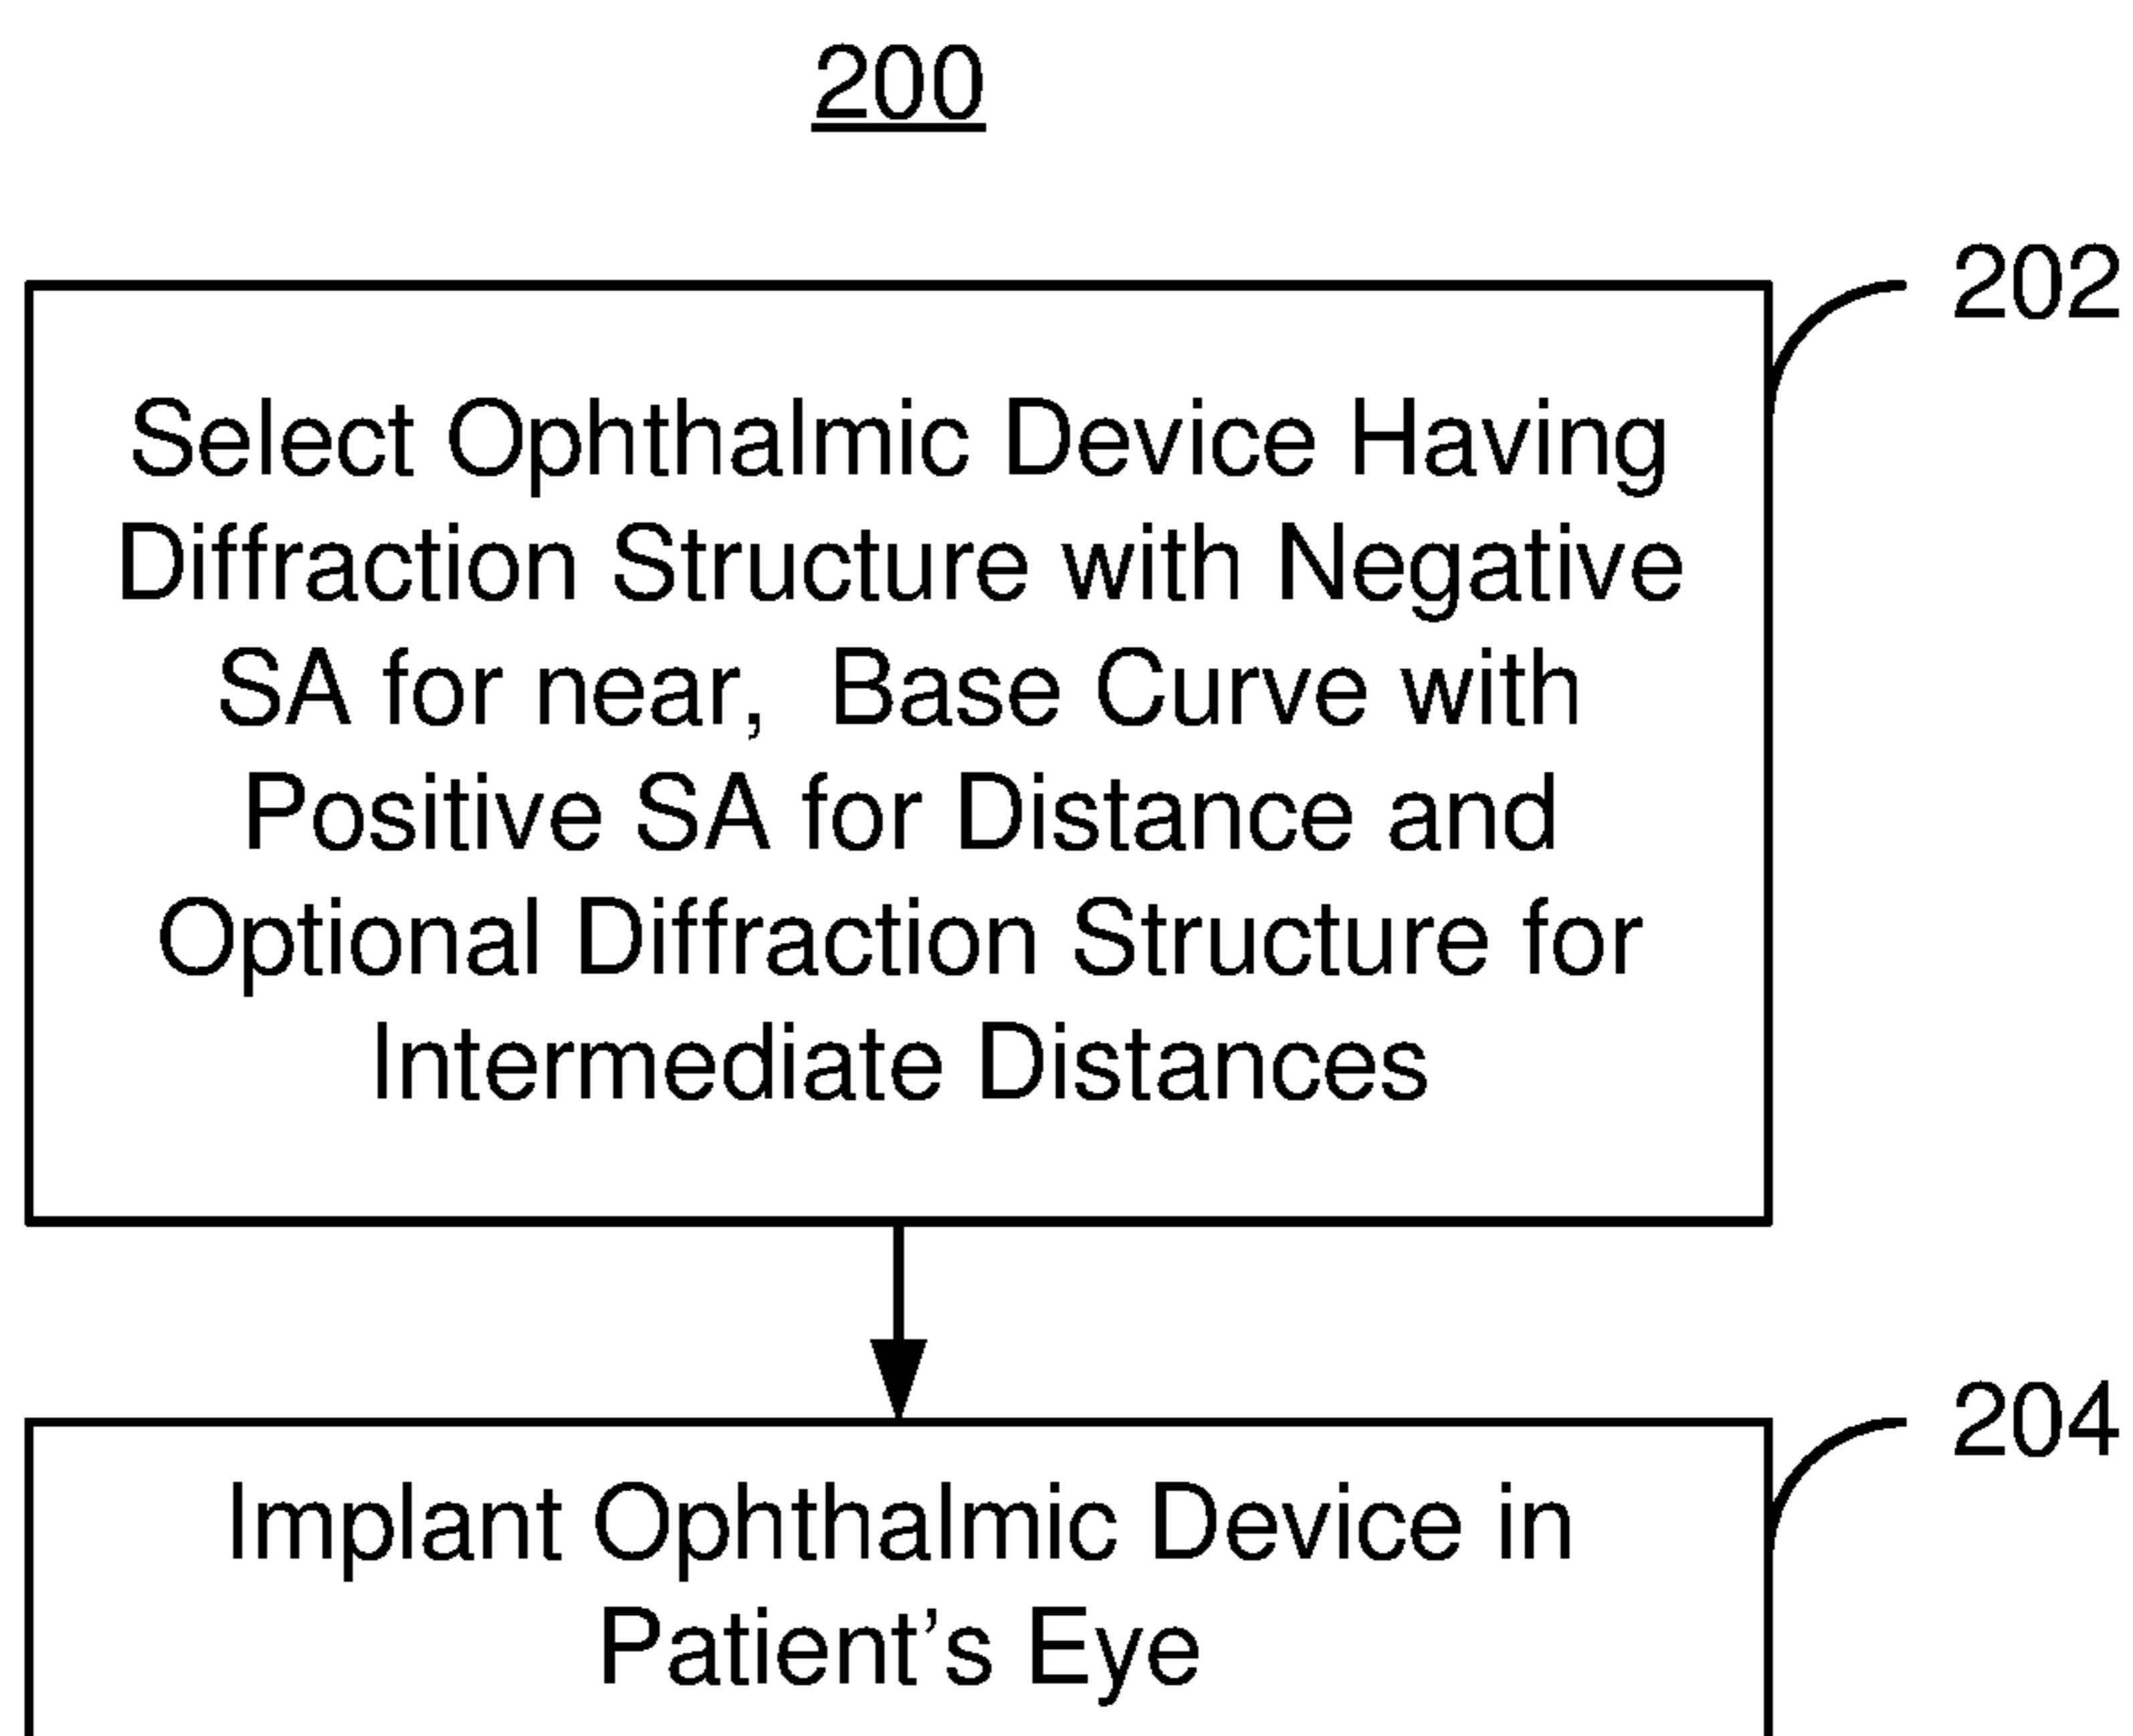 200
202
Select Ophthalmic Device Having
Diffraction Structure with Negative
SA for near,  Base Curve with
Positive SA for Distance and
Optional Diffraction Structure for
Intermediate Distances
204
Implant Ophthalmic Device in
Patient’s Eye